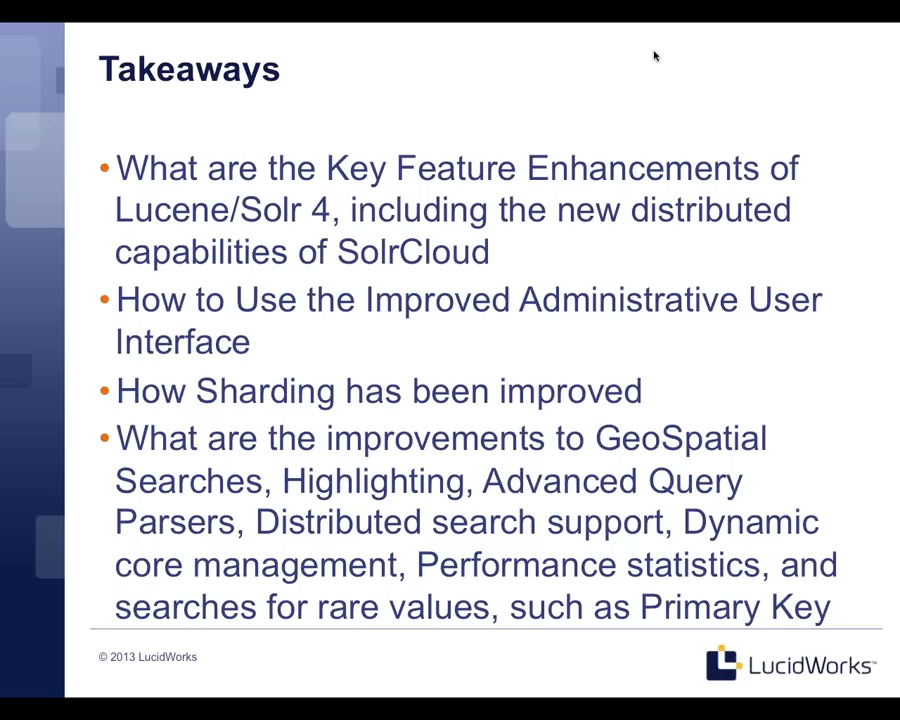 Takeaways
•What are the Key Feature Enhancements of
Lucene/Solr 4, including the new distributed
capabilities of SolrCloud
•How to Use the Improved Administrative User
Interface
•How Sharding has been improved
•What are the improvements to GeoSpatial
Searches, Highlighting, Advanced Query
Parsers, Distributed search support, Dynamic
core management, Performance statistics, and
searches for rare values, such as Primary Key
© 2013 LucidWorks
LucidWorks™